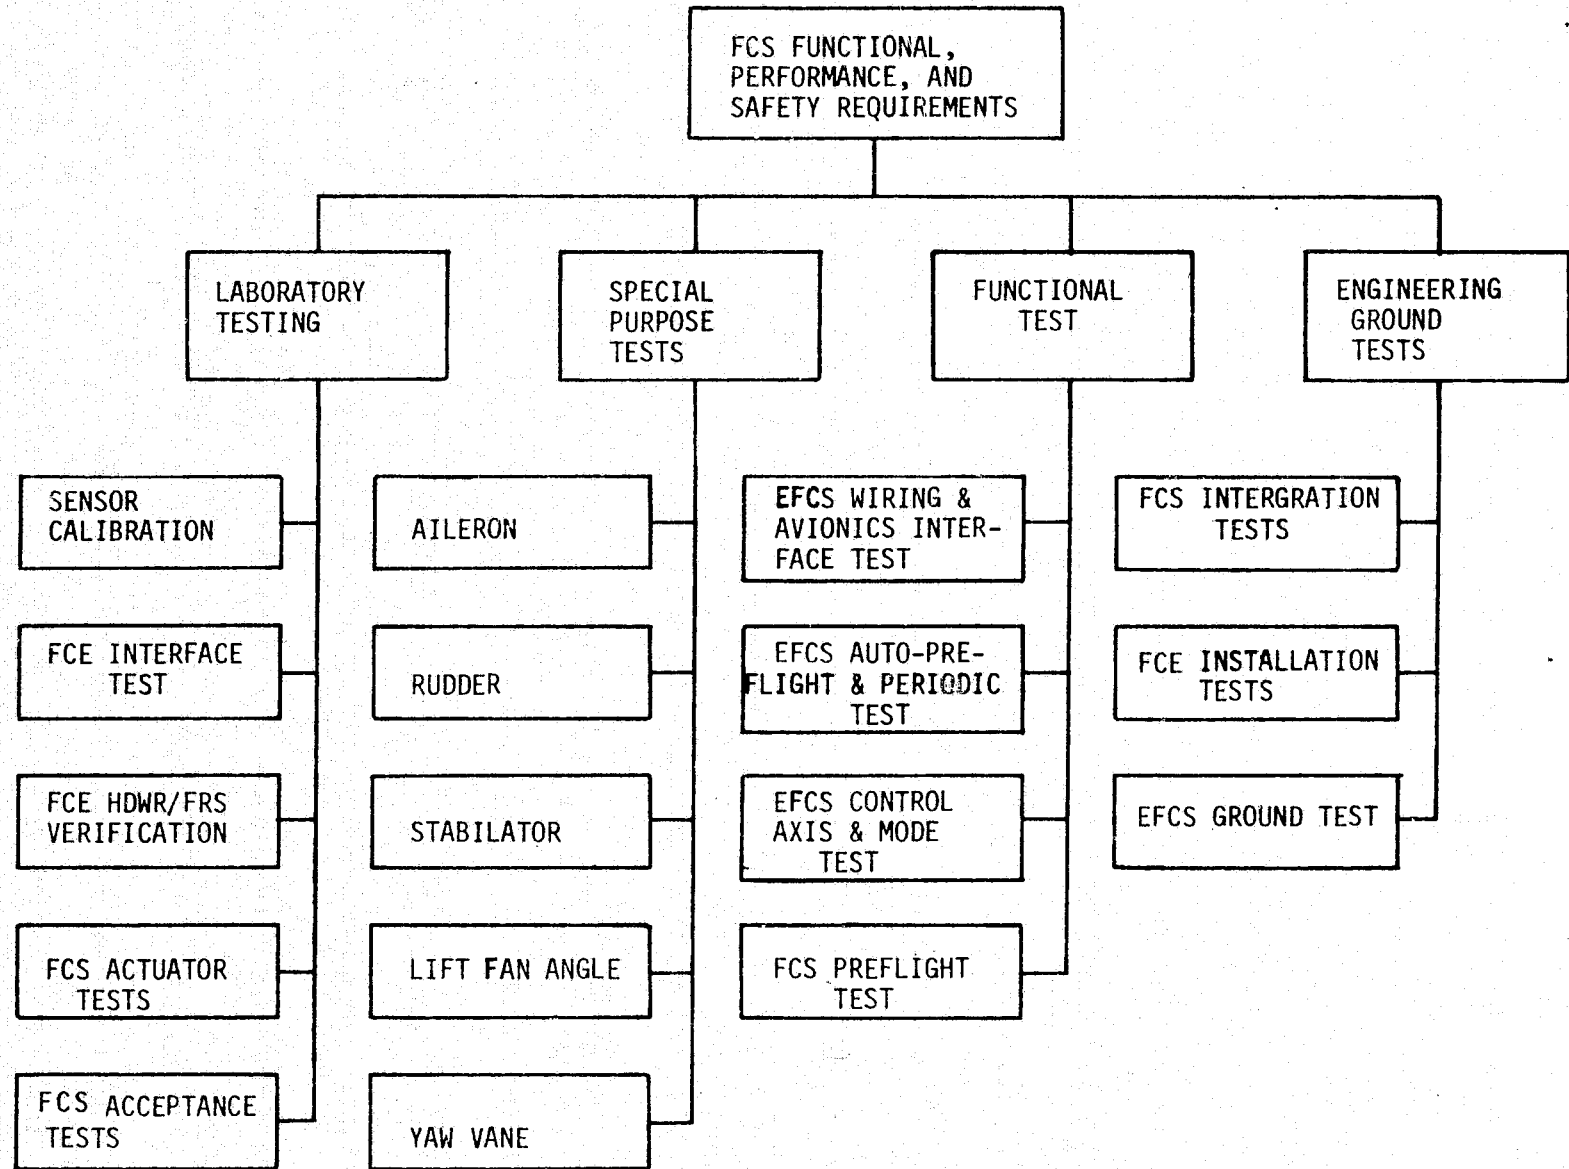 FCS FUNCTIONAL,
PERFORMANCE, AND
SAFETY REQUIREMENTS
LABORATORY
TESTING
SPECIAL
PURPOSE
TESTS
FUNCTIONAL
TEST
ENGINEERING
GROUND
TESTS
SENSOR
CALIBRATION
FCE INTERFACE
TEST
FCE HDWR/FRS
VERIFICATION
FCS ACTUATOR
TESTS
FCS ACCEPTANCE
TESTS
AILERON
RUDDER
STABILATOR
LIFT FAN ANGLE
YAW VANE
EFCS WIRING &
AVIONICS INTER-
FACE TEST
EFCS AUTO-PRE-
FLIGHT & PERIODIC
TEST
EFCS CONTROL
AXIS & MODE
TEST
FCS PREFLIGHT
TEST
FCS INTERGRATION
TESTS
FCE INSTALLATION
TESTS
EFCS GROUND TEST